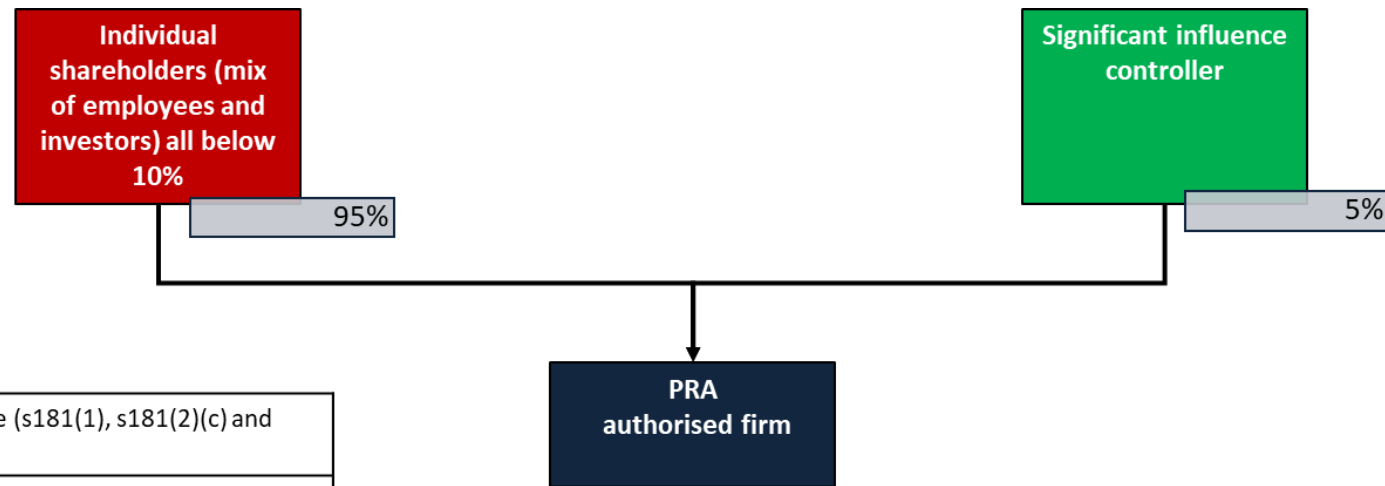 Individual
shareholders (mix
of employees and
investors) all below
10%
95%
Significant influence
controller
5%
PRA
authorised firm
e (s181(1), s181(2)(c) and